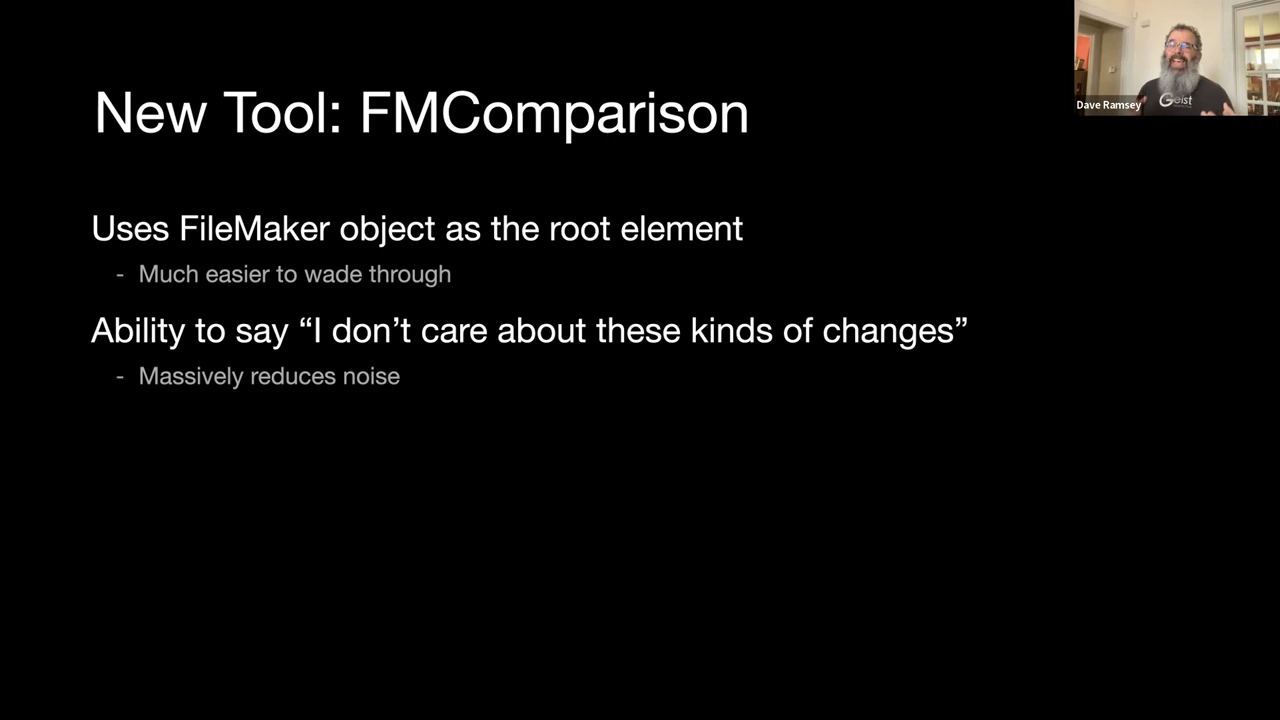 New Tool: FMComparison
Dave Ramsey
Geist
Uses FileMaker object as the root element
- Much easier to wade through
Ability to say “I don’t care about these kinds of changes”
- Massively reduces noise